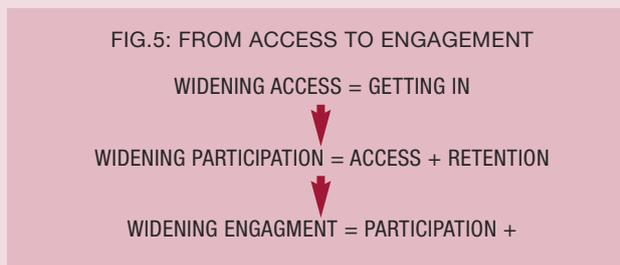 FIG.5: FROM ACCESS TO ENGAGEMENT
WIDENING ACCESS = GETTING IN
WIDENING PARTICIPATION = ACCESS + RETENTION
WIDENING ENGAGMENT = PARTICIPATION +